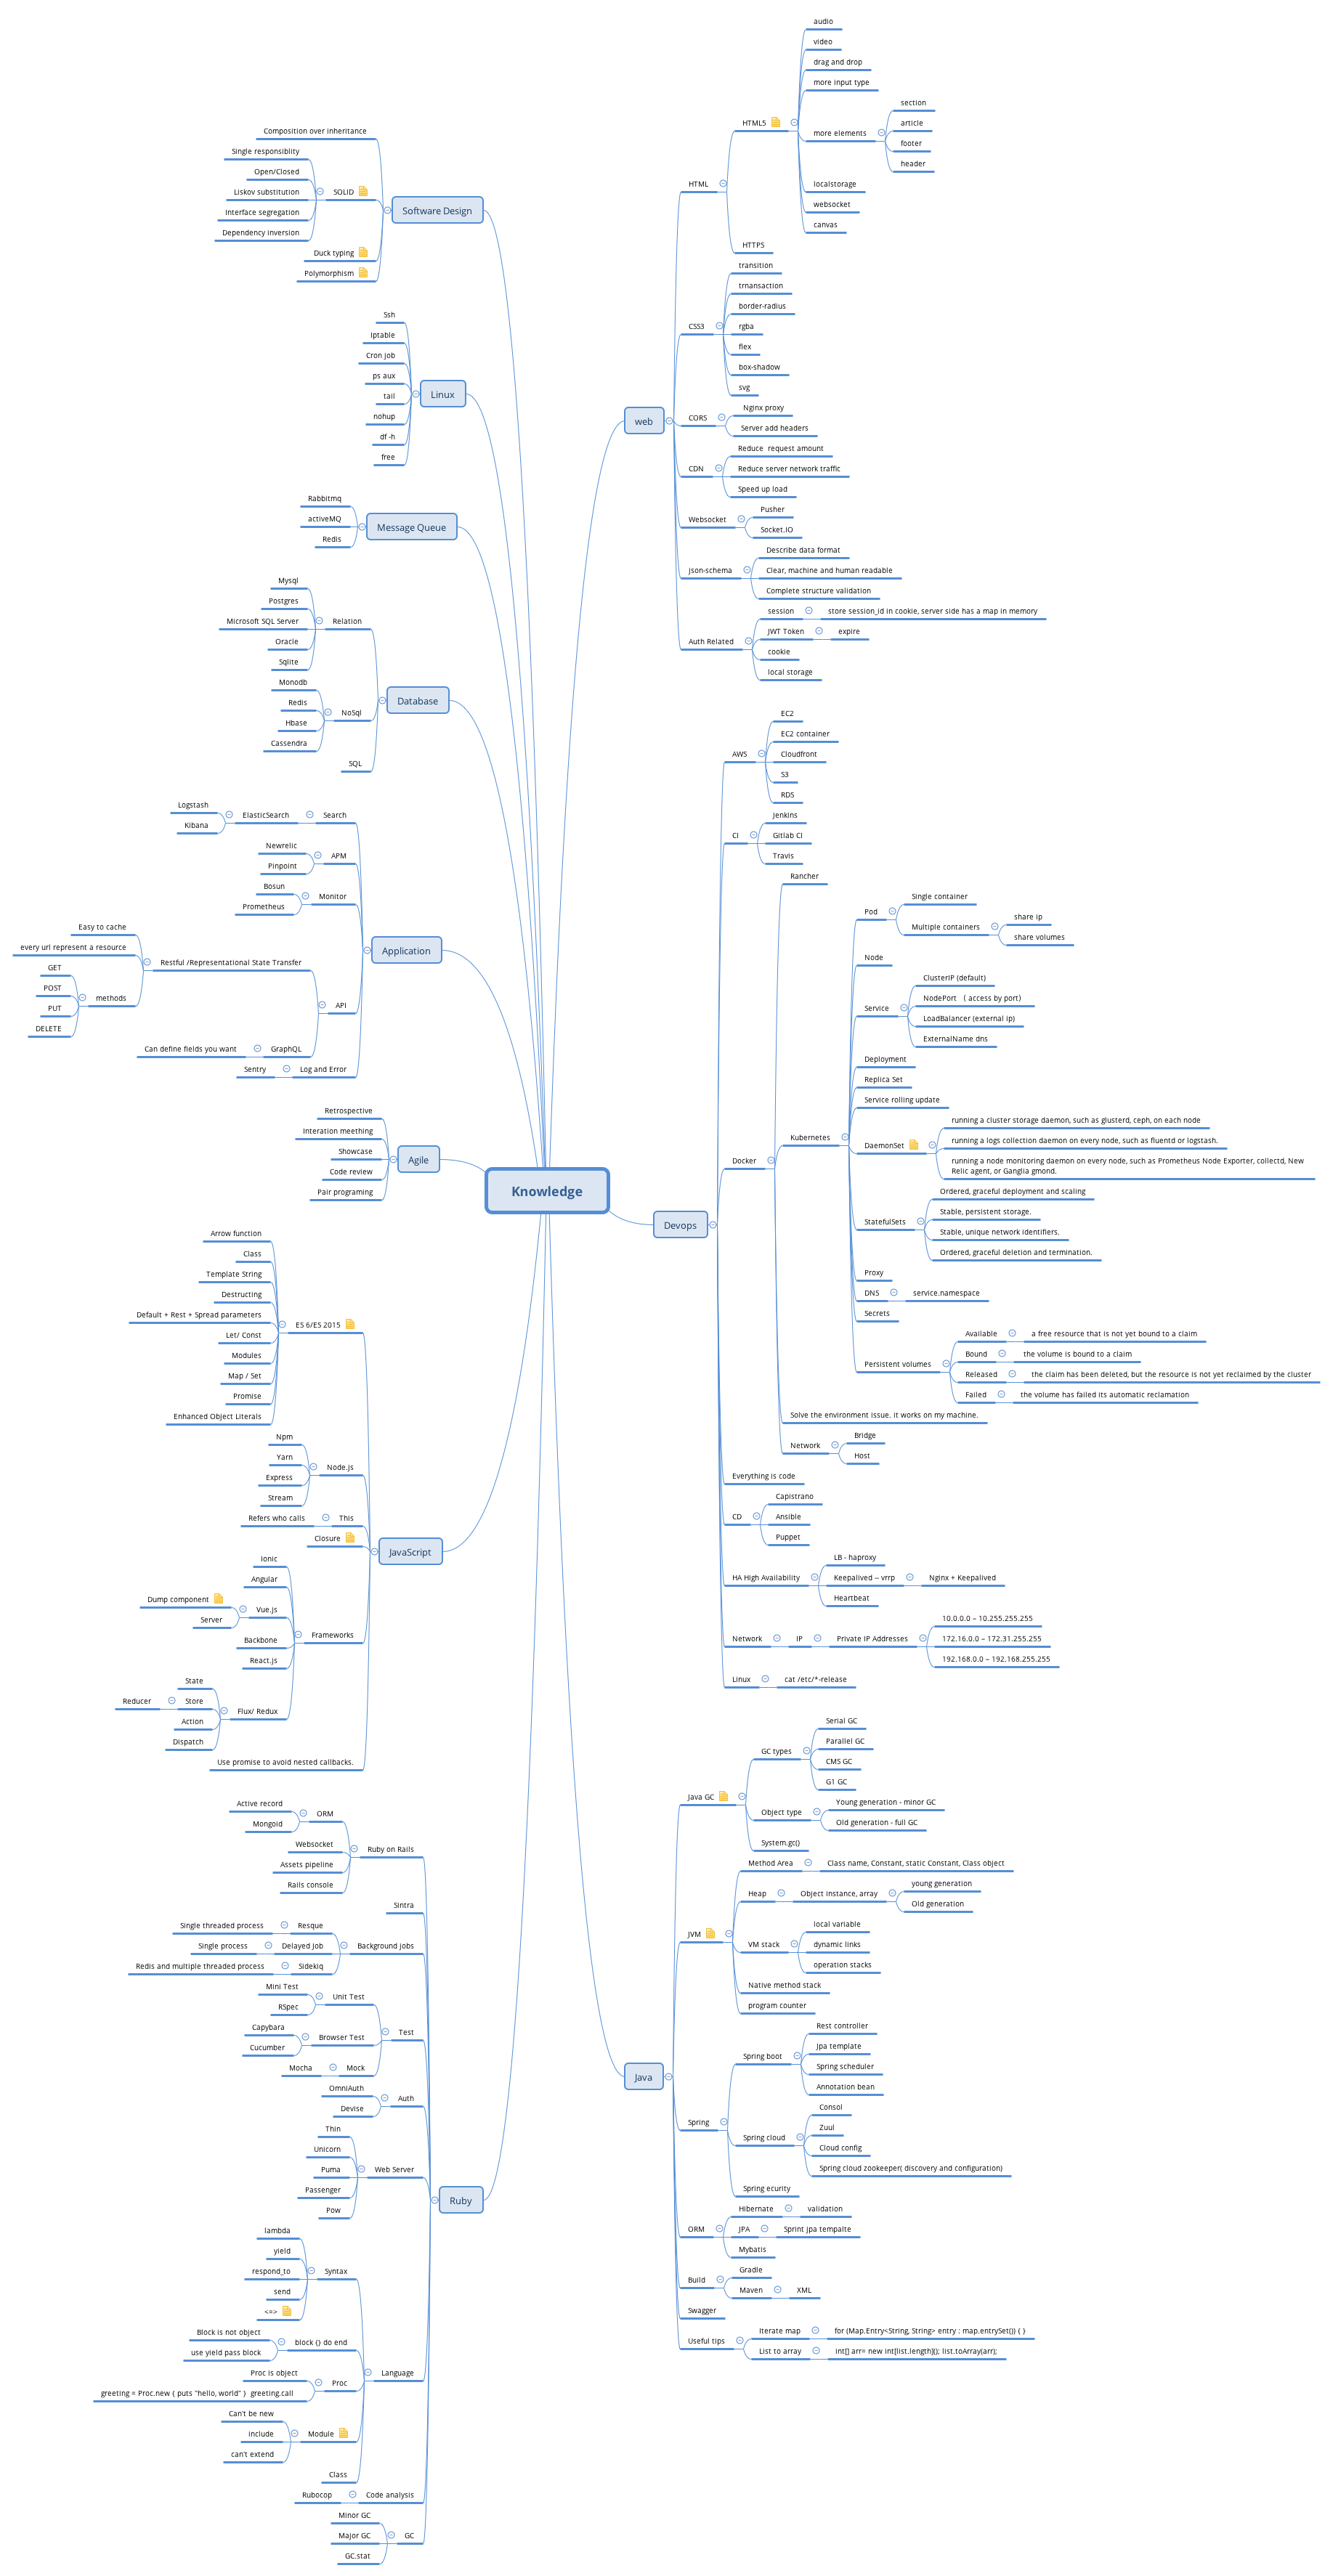 Knowledge
Software Design
Composition over inheritance
SOLID
Single responsiblity
Open/Closed
Liskov substitution
Interface segregation
Dependency inversion
Duck typing
Polymorphism
Linux
Ssh
Iptable
Cron job
ps aux
tail
nohup
df -h
free
Message Queue
Rabbitmq
activeMQ
Redis
Database
Relation
Mysql
Postgres
Microsoft SQL Server
Oracle
Sqlite
NoSql
Monodb
Redis
Hbase
Cassendra
SQL
Application
Search
ElasticSearch
Logstash
Kibana
APM
Newrelic
Pinpoint
Monitor
Bosun
Prometheus
API
Restful /Representational State Transfer
Easy to cache
every url represent a resource
methods
GET
POST
PUT
DELETE
GraphQL
Can define fields you want
Log and Error
Sentry
Agile
Retrospective
Interation meething
Showcase
Code review
Pair programing
JavaScript
ES 6/ES 2015
Arrow function
Class
Template String
Destructing
Default + Rest + Spread parameters
Let/ Const
Modules
Map / Set
Promise
Enhanced Object Literals
Node.js
Npm
Yarn
Express
Stream
This
Refers who calls
Closure
Frameworks
Ionic
Angular
Vue.js
Dump component
Server
Backbone
React.js
Flux/ Redux
State
Store
Reducer
Action
Dispatch
Use promise to avoid nested callbacks.
Ruby
Ruby on Rails
ORM
Active record
Mongoid
Websocket
Assets pipeline
Rails console
Sintra
Background jobs
Resque
Single threaded process
Delayed Job
Single process
Sidekiq
Redis and multiple threaded process
Test
Unit Test
Mini Test
RSpec
Browser Test
Capybara
Cucumber
Mock
Mocha
Auth
OmniAuth
Devise
Web Server
Thin
Unicorn
Puma
Passenger
Pow
Language
Syntax
lambda
yield
respond_to
send
<=>
block {} do end
Block is not object
use yield pass block
Proc
Proc is object
greeting = Proc.new { puts "hello, world" } greeting.call
Module
Can't be new
include
can't extend
Class
Code analysis
Rubocop
GC
Minor GC
Major GC
GC.stat
web
HTML
HTML5
audio
video
drag and drop
more input type
more elements
section
article
footer
header
localstorage
websocket
canvas
HTTPS
CSS3
transition
trnansaction
border-radius
rgba
flex
box-shadow
svg
CORS
Nginx proxy
Server add headers
CDN
Reduce request amount
Reduce server network traffic
Speed up load
Websocket
Pusher
Socket.IO
json-schema
Describe data format
Clear, machine and human readable
Complete structure validation
Auth Related
session
store session_id in cookie, server side has a map in memory
JWT Token
expire
cookie
local storage
Devops
AWS
EC2
EC2 container
Cloudfront
S3
RDS
CI
Jenkins
Gitlab CI
Travis
Docker
Rancher
Kubernetes
Pod
Single container
Multiple containers
share ip
share volumes
Node
Service
ClusterIP (default)
NodePort ( access by port)
LoadBalancer (external ip)
ExternalName dns
Deployment
Replica Set
Service rolling update
DaemonSet
running a cluster storage daemon, such as glusterd, ceph, on each node
running a logs collection daemon on every node, such as fluentd or logstash.
running a node monitoring daemon on every node, such as Prometheus Node Exporter, collectd, New
Relic agent, or Ganglia gmond.
StatefulSets
Ordered, graceful deployment and scaling
Stable, persistent storage.
Stable, unique network identifiers.
Ordered, graceful deletion and termination.
Proxy
DNS
service.namespace
Secrets
Persistent volumes
Available
a free resource that is not yet bound to a claim
Bound
the volume is bound to a claim
Released
the claim has been deleted, but the resource is not yet reclaimed by the cluster
Failed
the volume has failed its automatic reclamation
Solve the environment issue. it works on my machine.
Network
Bridge
Host
Everything is code
CD
Capistrano
Ansible
Puppet
HA High Availability
LB - haproxy
Keepalived -- vrrp
Nginx + Keepalived
Heartbeat
Network
IP
Private IP Addresses
10.0.0.0 – 10.255.255.255
172.16.0.0 – 172.31.255.255
192.168.0.0 – 192.168.255.255
Linux
cat /etc/*-release
Java
Java GC
GC types
Serial GC
Parallel GC
CMS GC
G1 GC
Object type
Young generation - minor GC
Old generation - full GC
System.gc()
JVM
Method Area
Class name, Constant, static Constant, Class object
Heap
Object instance, array
young generation
Old generation
VM stack
local variable
dynamic links
operation stacks
Native method stack
program counter
Spring
Spring boot
Rest controller
Jpa template
Spring scheduler
Annotation bean
Spring cloud
Consol
Zuul
Cloud config
Spring cloud zookeeper( discovery and configuration)
Spring ecurity
ORM
Hibernate
validation
JPA
Sprint jpa tempalte
Mybatis
Build
Gradle
Maven
XML
Swagger
Useful tips
Iterate map
for (Map.Entry<String, String> entry : map.entrySet()) { }
List to array
int[] arr= new int[list.length](); list.toArray(arr);